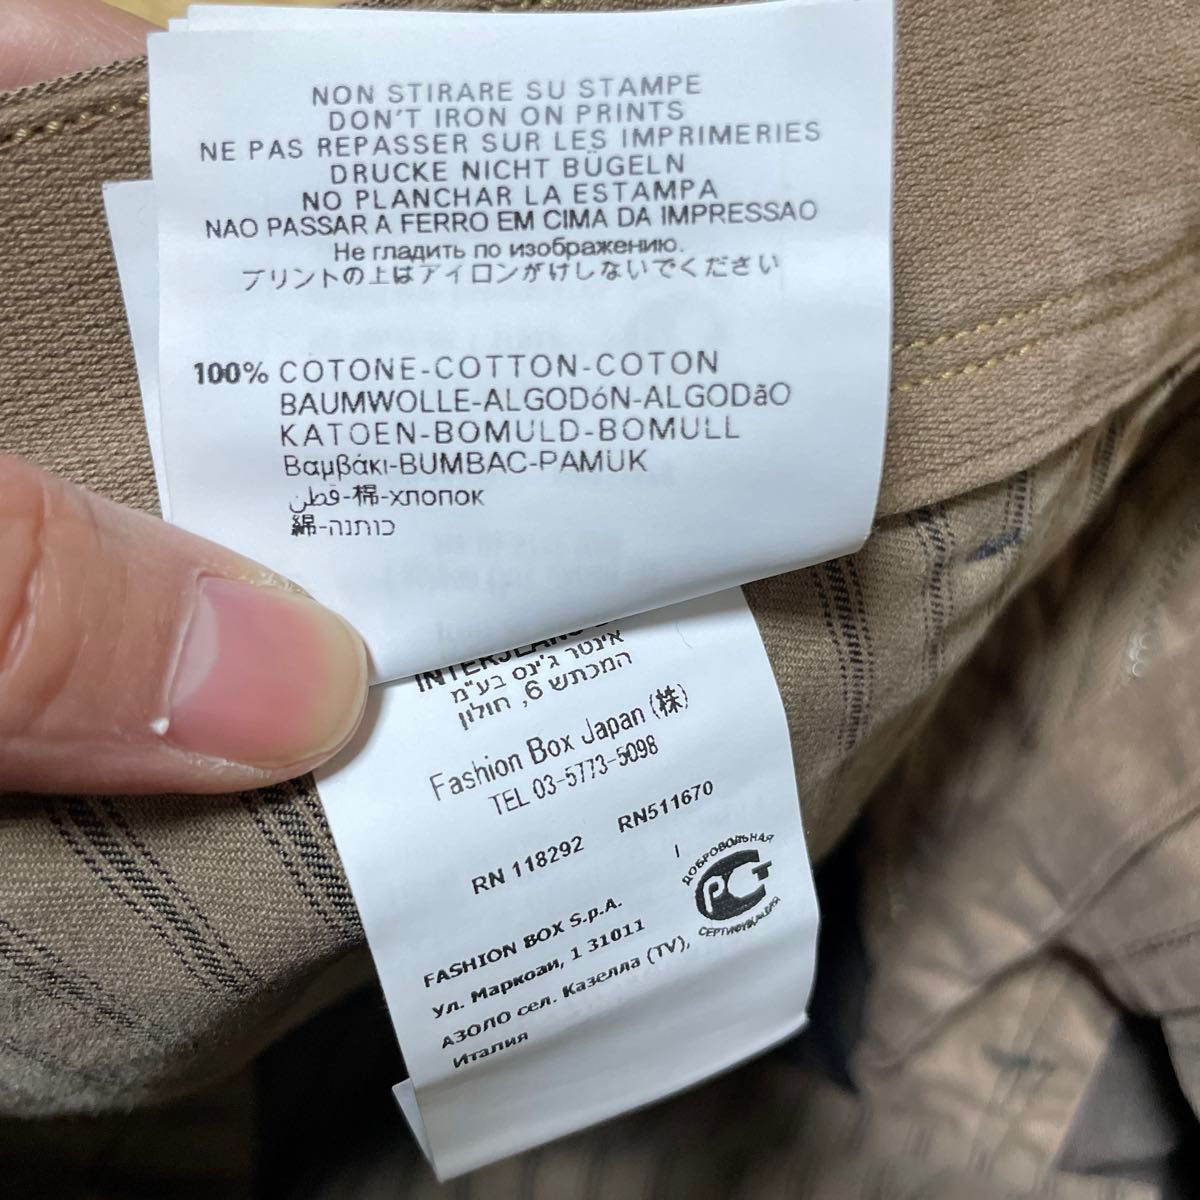 NON STIRARE SU STAMPE
DON'T IRON ON PRINTS
NE PAS REPASSER SUR LES IMPRIMERIES
DRUCKE NICHT BÜGELN
NO PLANCHAR LA ESTAMPA
NAO PASSAR A FERRO EM CIMA DA IMPRESSAO
Не гладить по изображению.
プリントの上はアイロンがけしないでください
100% COTONE-COTTON-COTON
BAUMWOLLE-ALGODóN-ALGODãO
KATOEN-BOMULD-BOMULL
Βαμβάκι-BUMBAC-PAMUK
قطن-棉-хлопок
綿-כותנה
אינטר ג'ינס בע"מ
המכתש 6, חולון
Fashion Box Japan (株)
TEL 03-5773-5098
RN 118292 RN511670
ДОБРОВОЛЬНАЯ
РСТ
СЕРТИФИКАЦИЯ
FASHION BOX S.p.A.
Ул. Маркоаи, 1 31011
АЗОЛО сел. Казелла (TV),
Италия